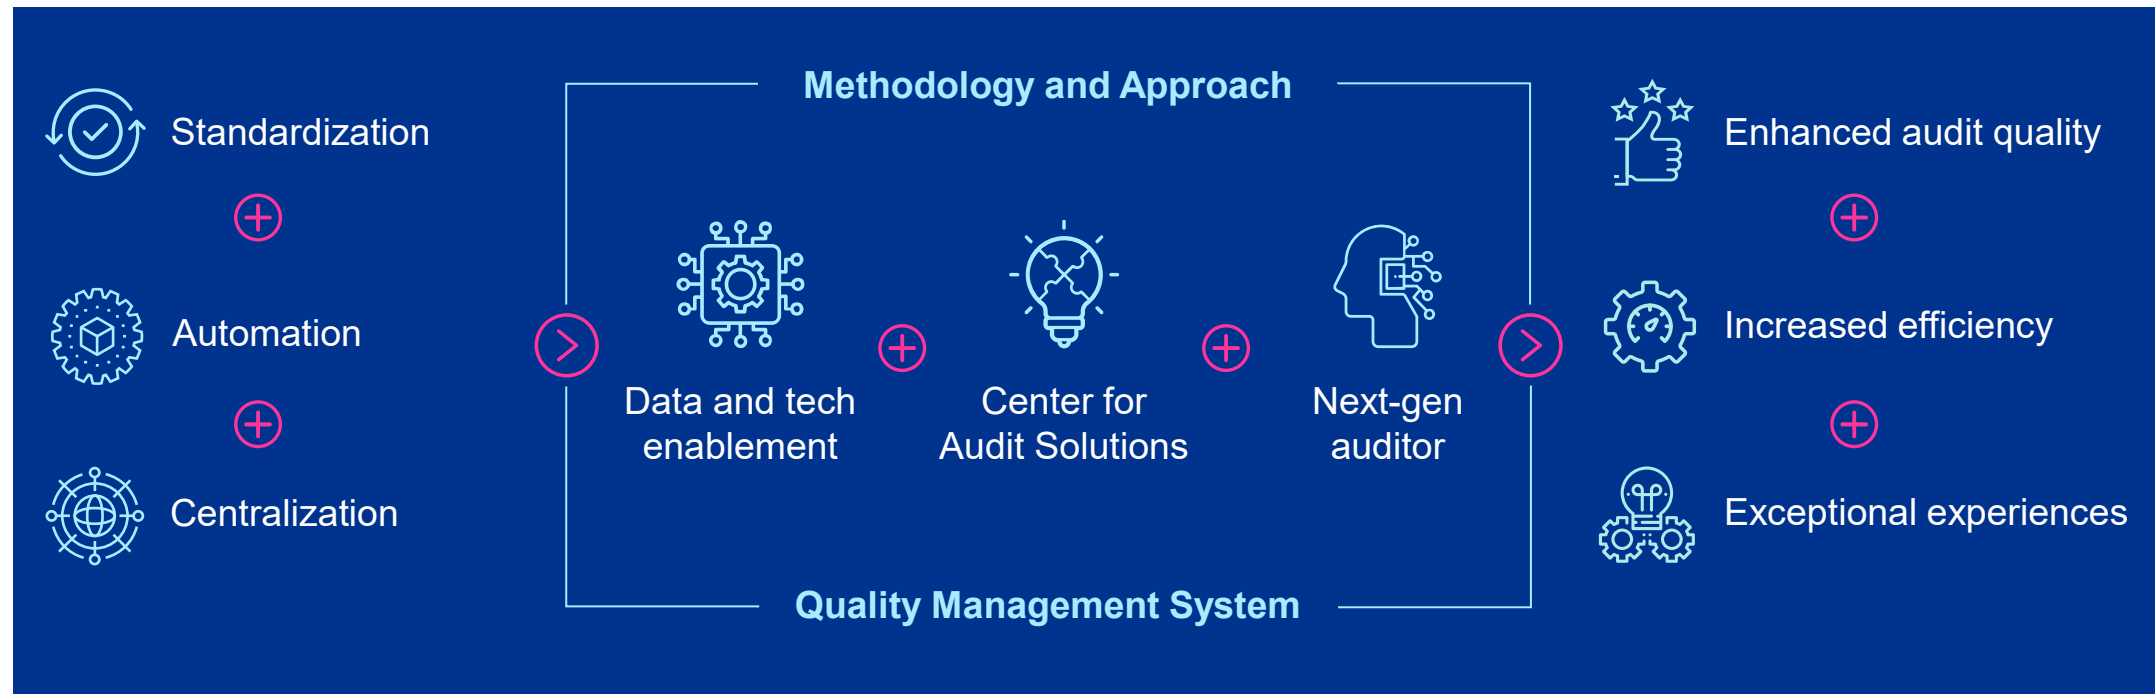 Standardization
Automation
Centralization
Methodology and Approach
Data and tech
enablement
Center for
Audit Solutions
Next-gen
auditor
Quality Management System
Enhanced audit quality
Increased efficiency
Exceptional experiences